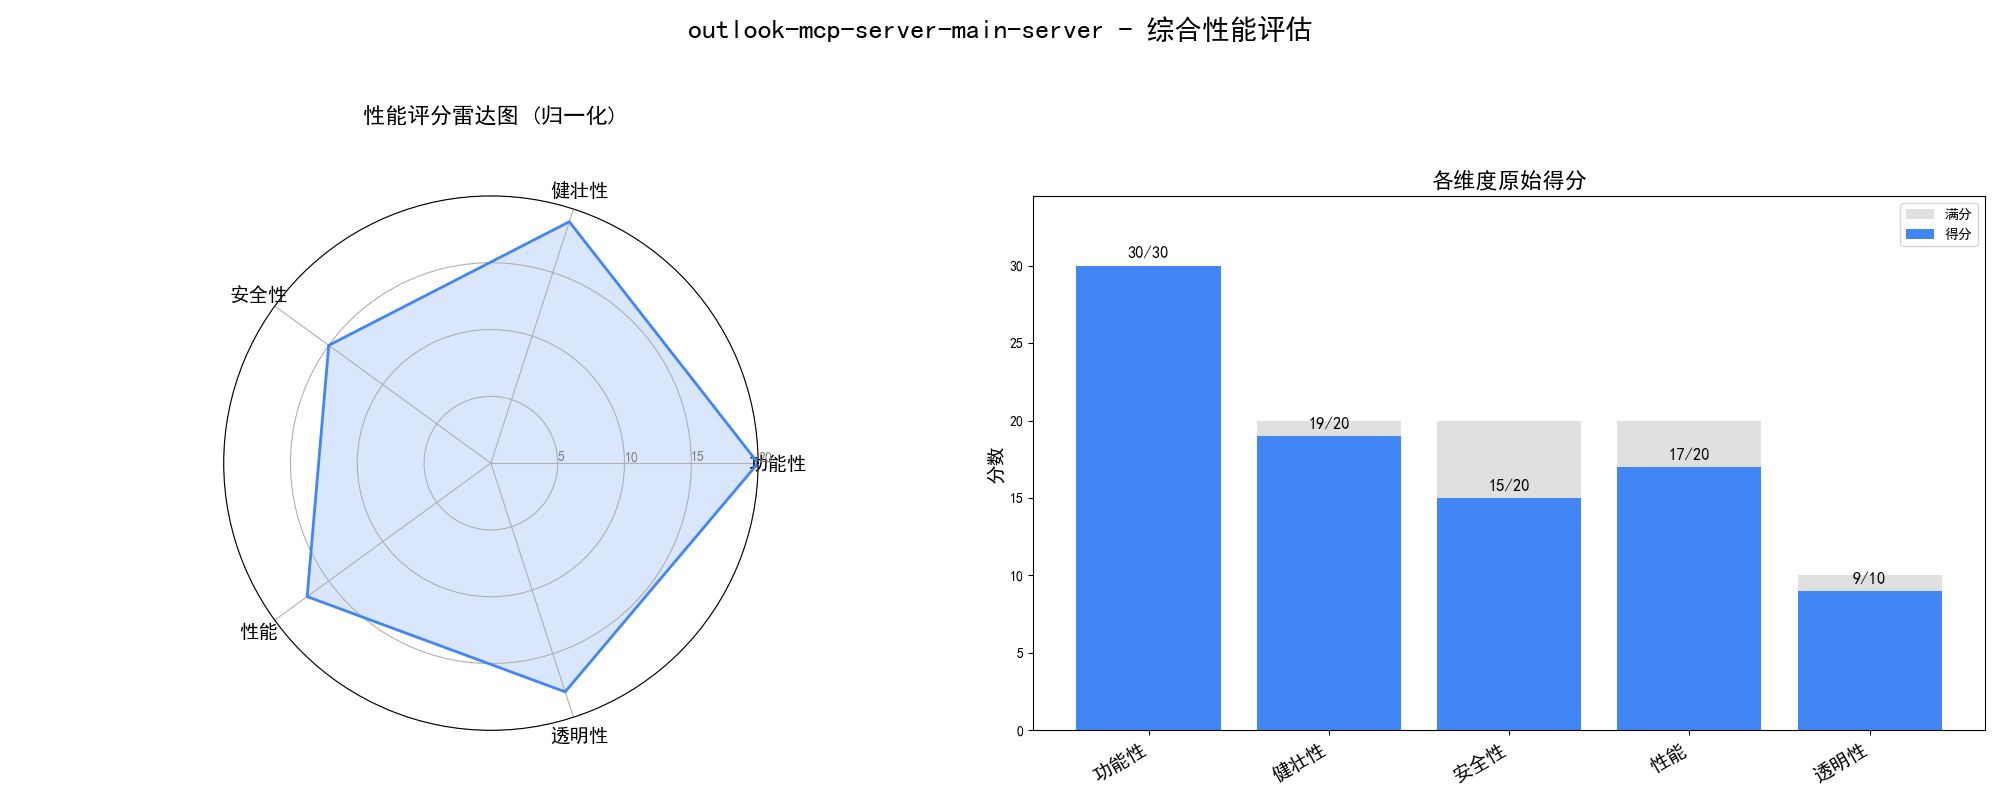 outlook-mcp-server-main-server - 综合性能评估
性能评分雷达图 (归一化)
健壮性
安全性
5
10
15
20
功能性
性能
透明性
各维度原始得分
满分
得分
30/30
19/20
15/20
17/20
9/10
分数
30
25
20
15
10
5
0
功能性
健壮性
安全性
性能
透明性